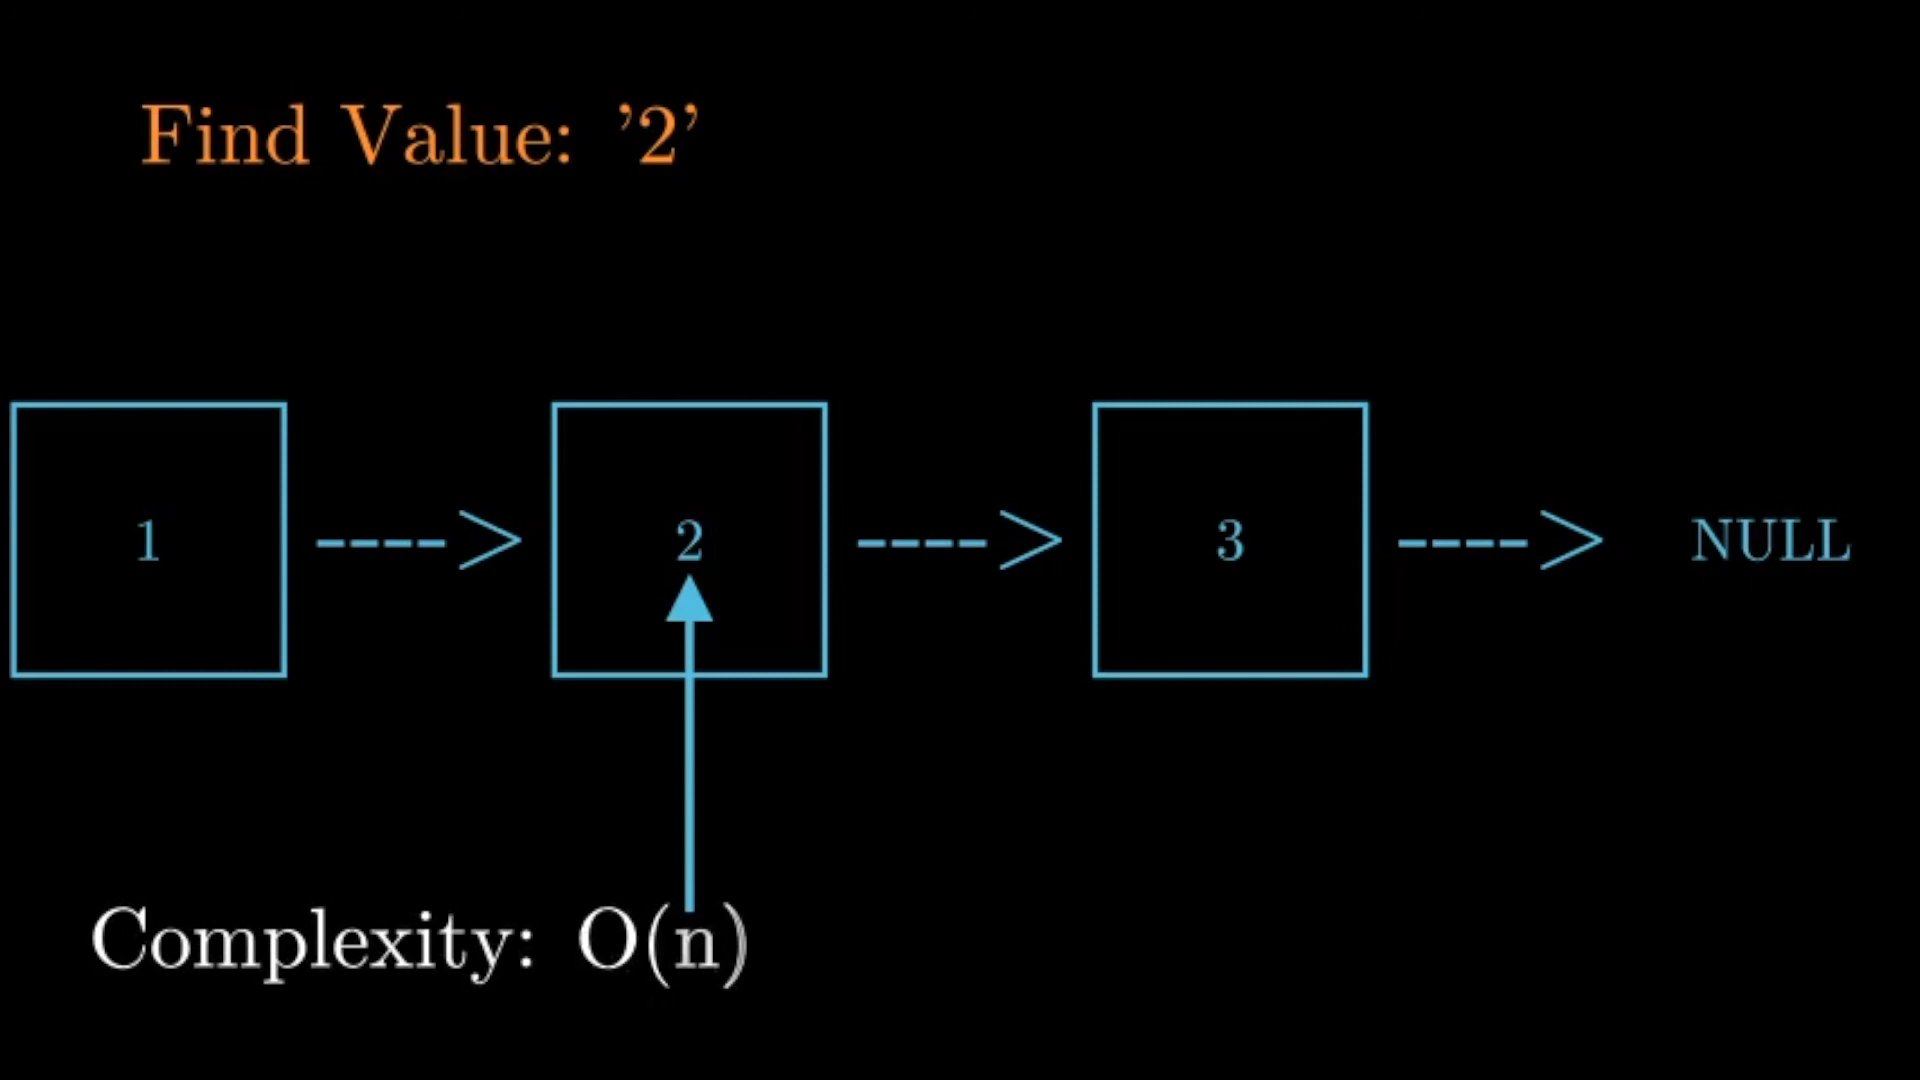 Find Value: ’2’
1 ----> 2 ----> 3 ----> NULL
Complexity: O(n)